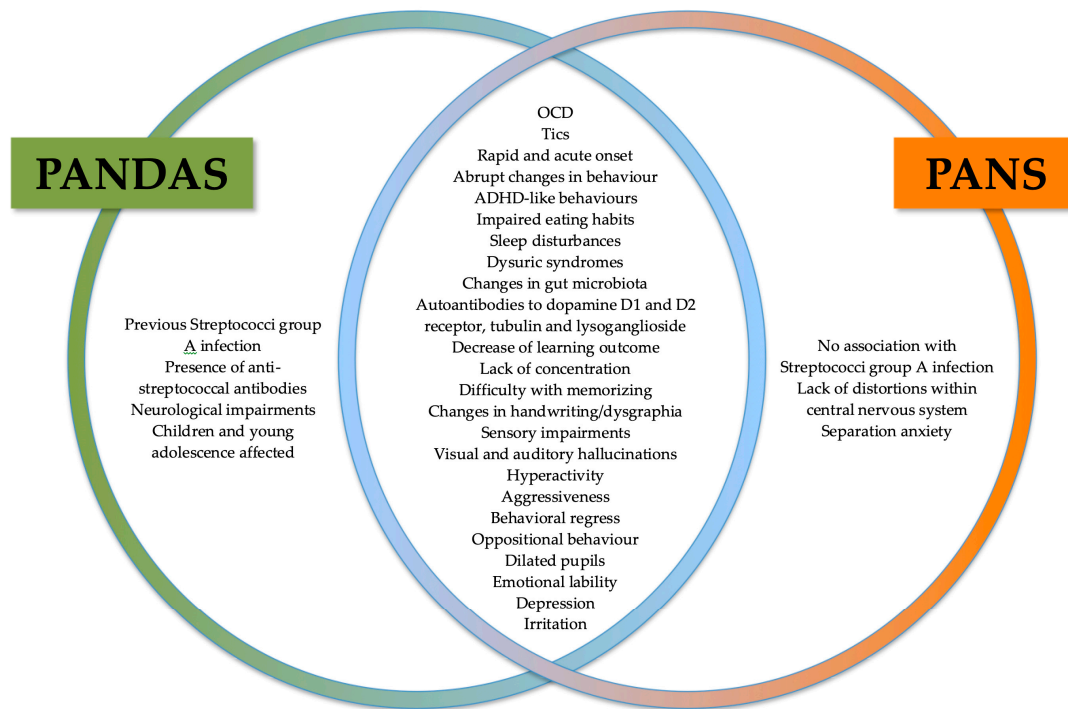 PANDAS
PANS
Previous Streptococci group
A infection
Presence of anti-
streptococcal antibodies
Neurological impairments
Children and young
adolescence affected
OCD
Tics
Rapid and acute onset
Abrupt changes in behaviour
ADHD-like behaviours
Impaired eating habits
Sleep disturbances
Dysuric syndromes
Changes in gut microbiota
Autoantibodies to dopamine D1 and D2
receptor, tubulin and lysoganglioside
Decrease of learning outcome
Lack of concentration
Difficulty with memorizing
Changes in handwriting/dysgraphia
Sensory impairments
Visual and auditory hallucinations
Hyperactivity
Aggressiveness
Behavioral regress
Oppositional behaviour
Dilated pupils
Emotional lability
Depression
Irritation
No association with
Streptococci group A infection
Lack of distortions within
central nervous system
Separation anxiety